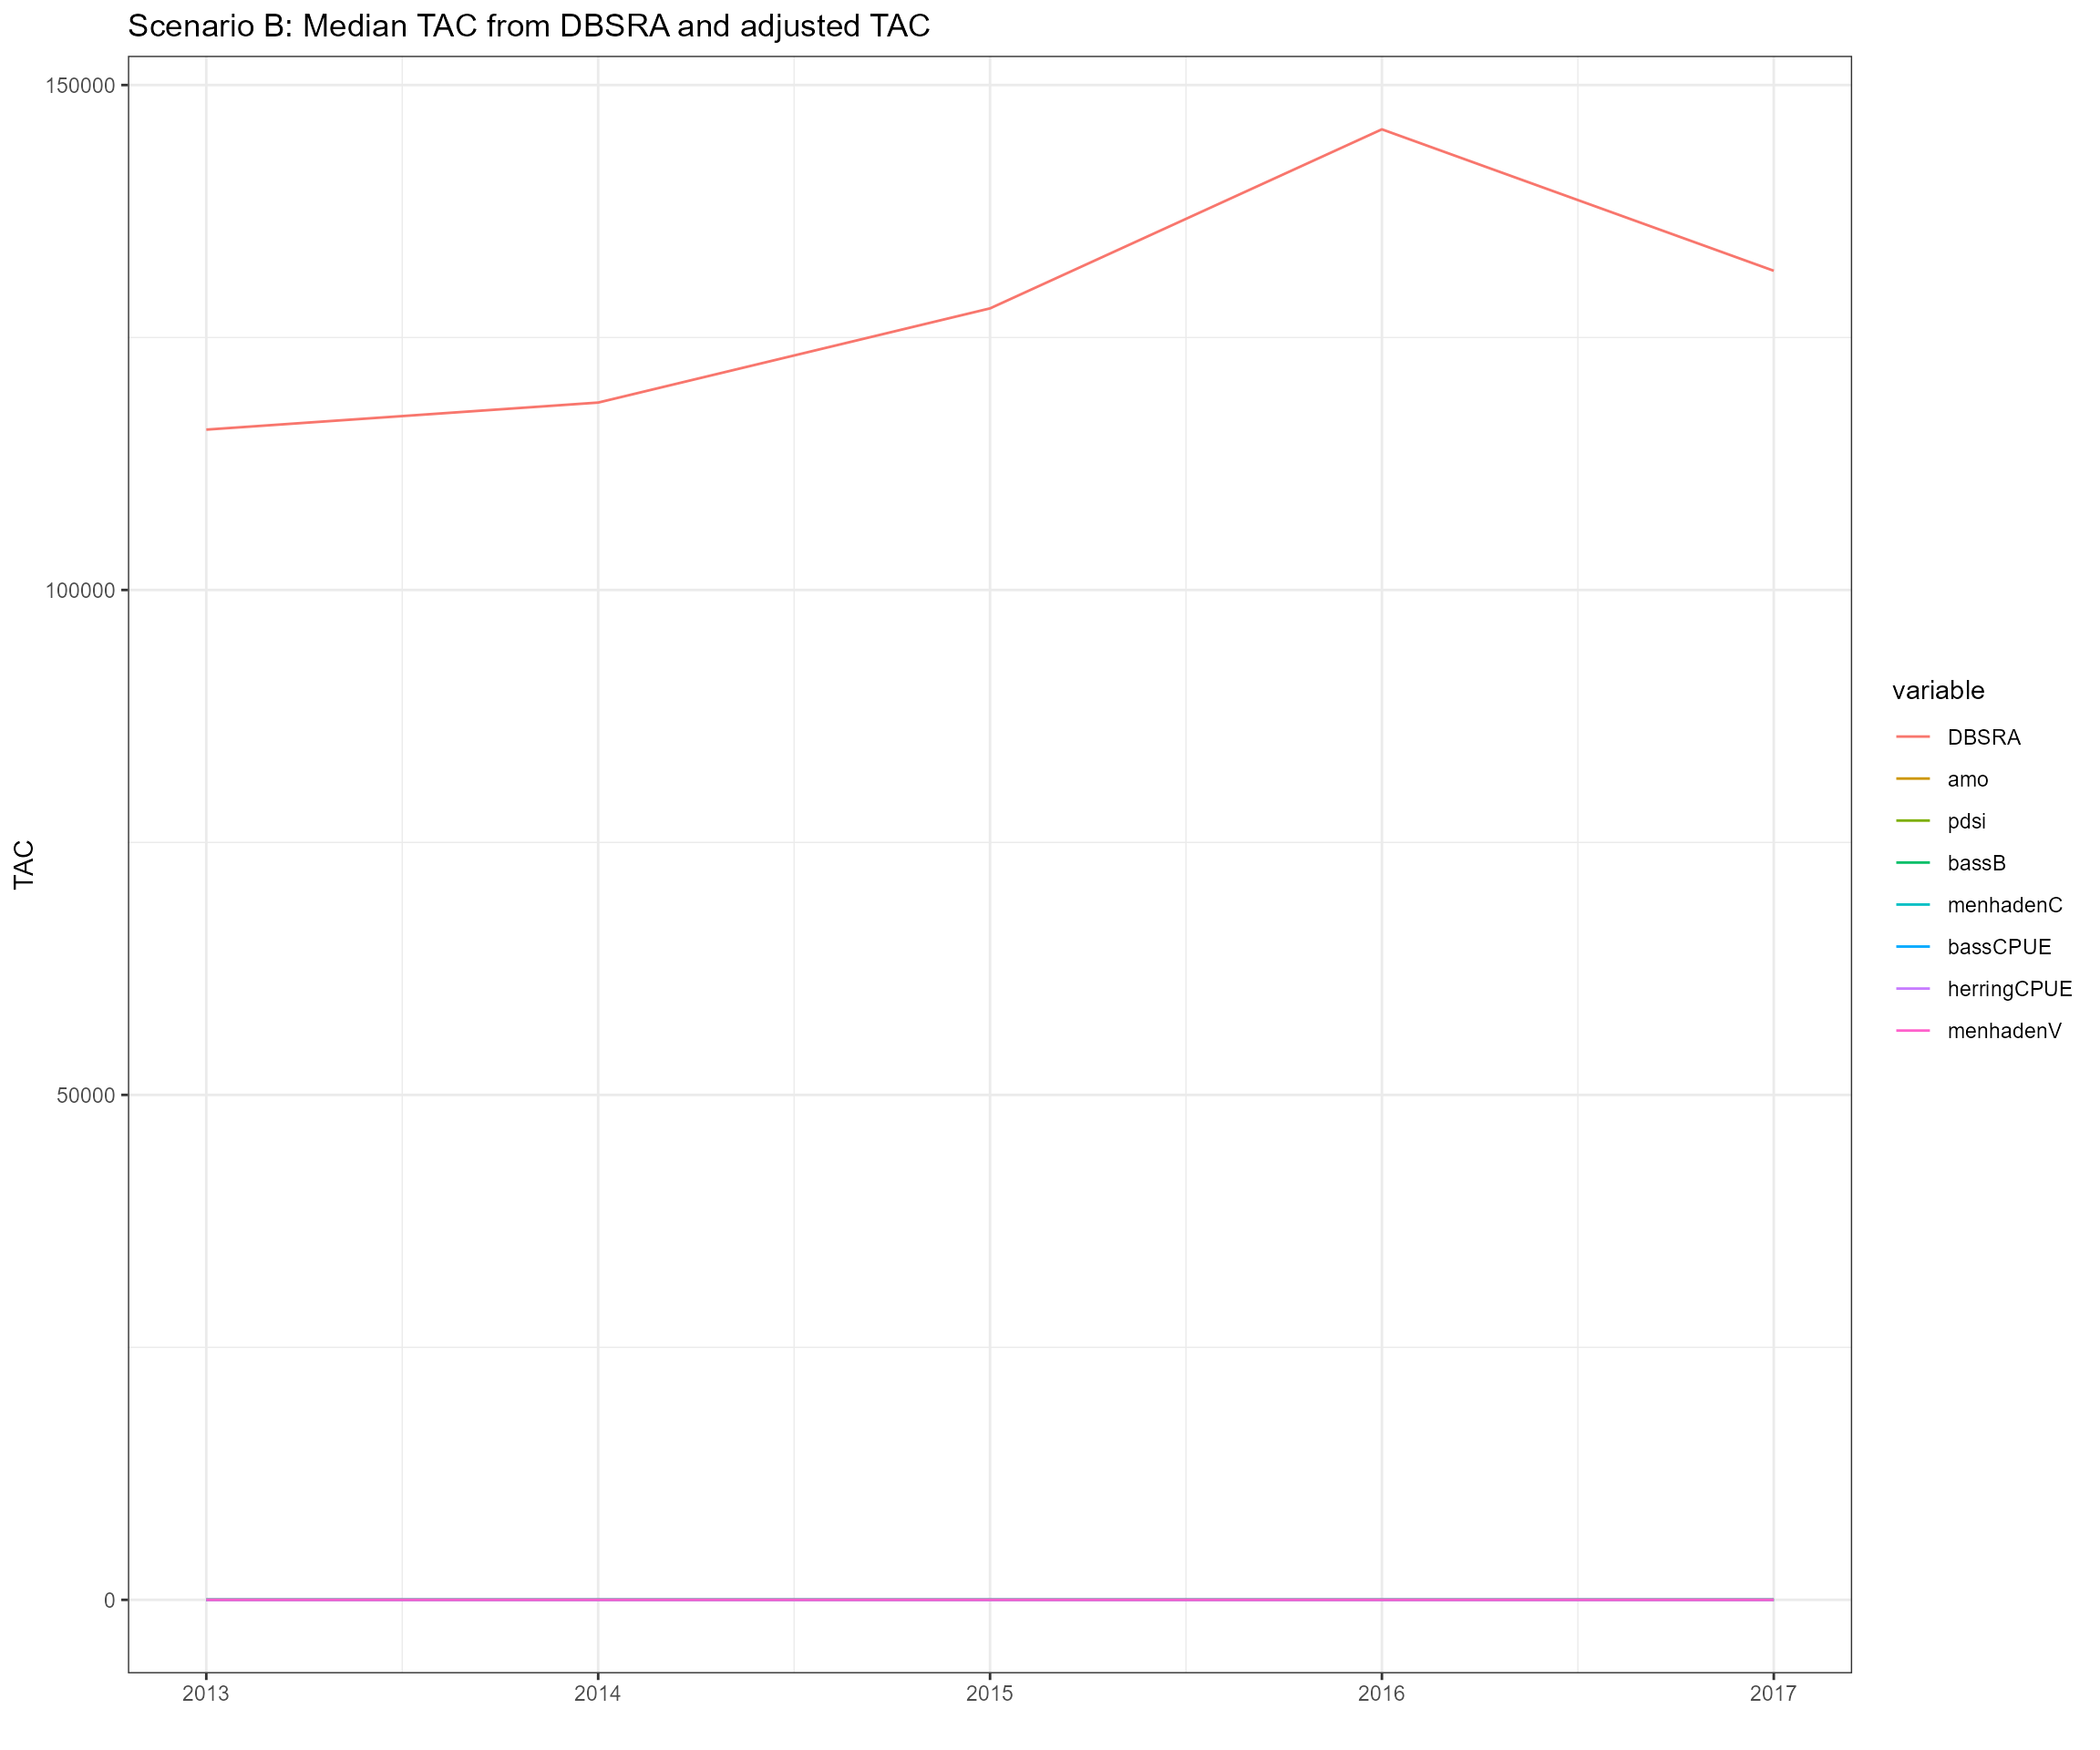 Scenario B: Median TAC from DBSRA and adjusted TAC
150000
100000
50000
0
TAC
2013
2014
2015
2016
2017
variable
DBSRA
amo
pdsi
bassB
menhadenC
bassCPUE
herringCPUE
menhadenV